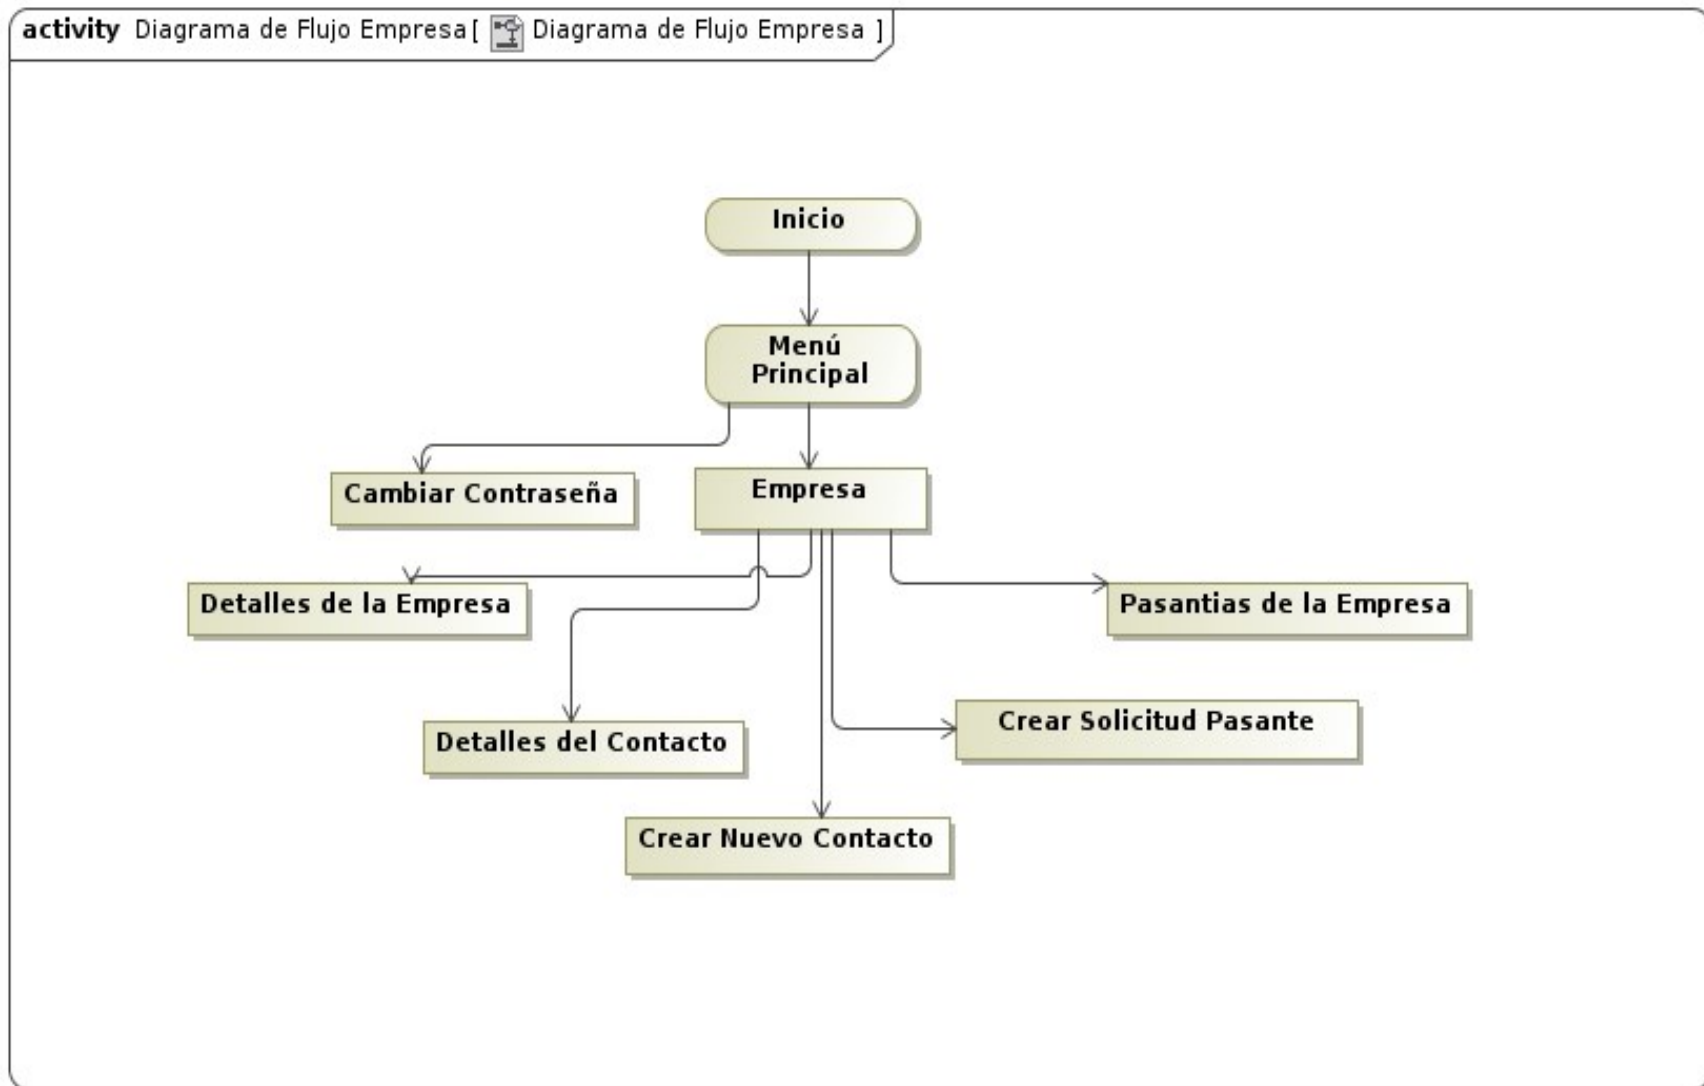 activity Diagrama de Flujo Empresa[ Diagrama de Flujo Empresa ]
Inicio
Menú
Principal
Cambiar Contraseña
Empresa
Detalles de la Empresa
Pasantias de la Empresa
Detalles del Contacto
Crear Solicitud Pasante
Crear Nuevo Contacto